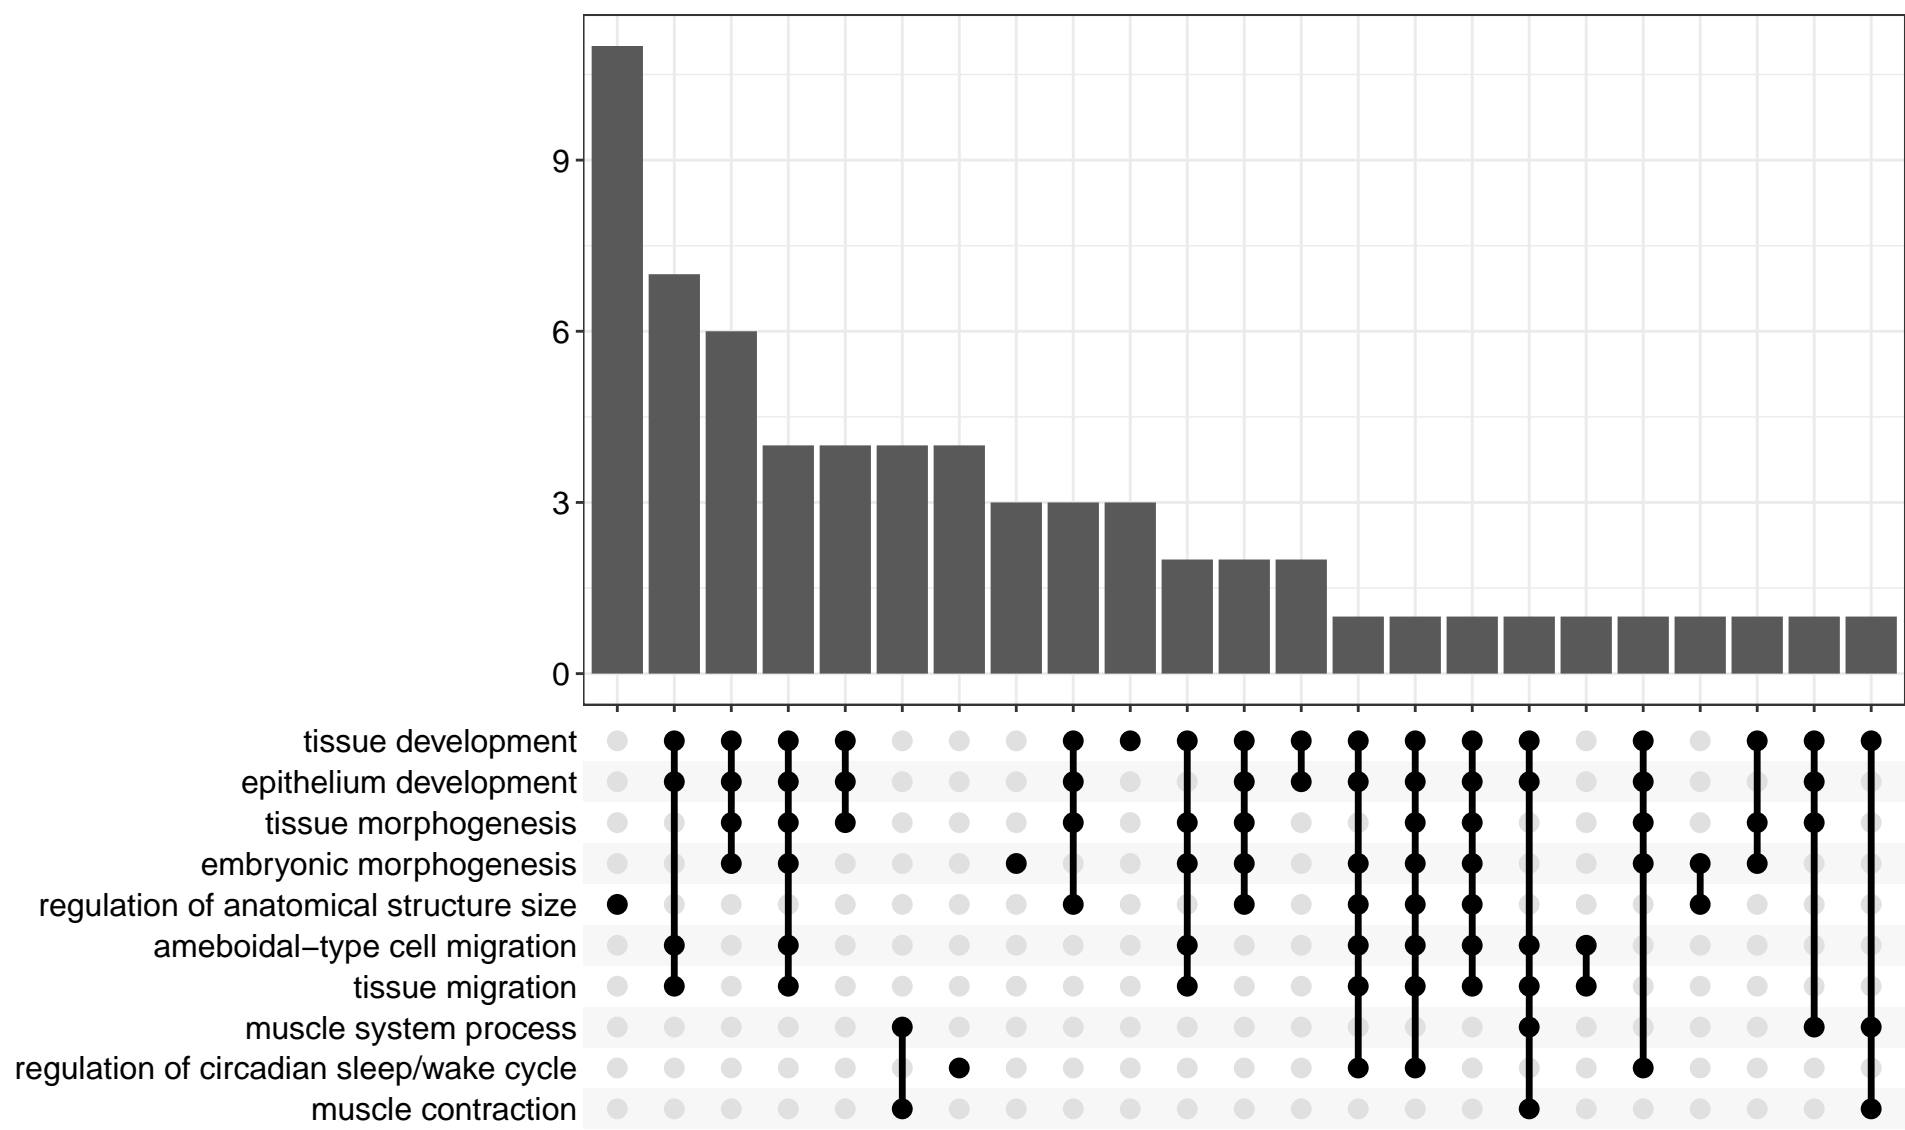 9
6
3
0
tissue development
epithelium development
tissue morphogenesis
embryonic morphogenesis
regulation of anatomical structure size
ameboidal−type cell migration
tissue migration
muscle system process
regulation of circadian sleep/wake cycle
muscle contraction